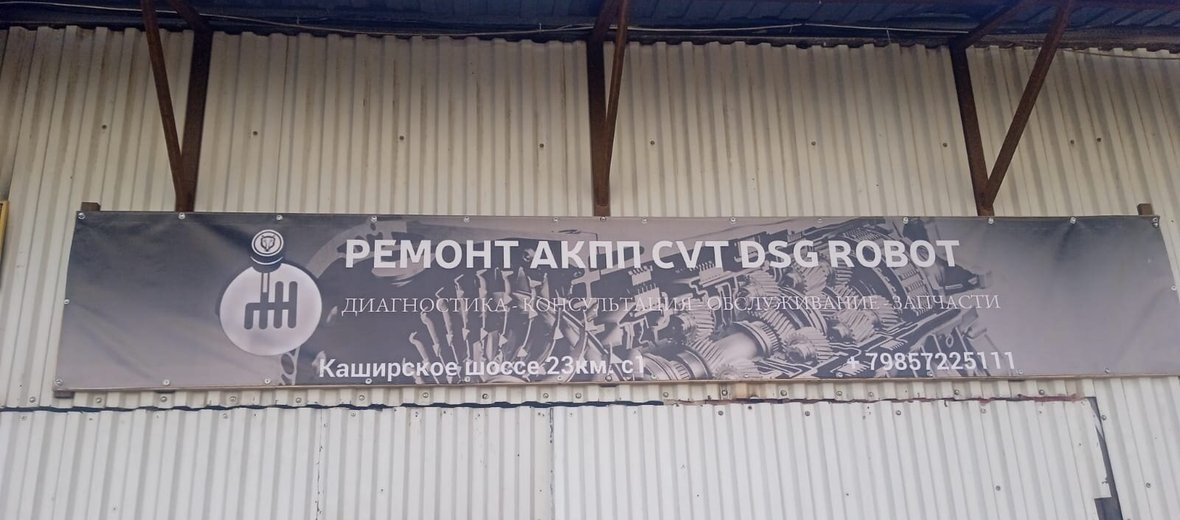 РЕМОНТ АКПП CVT DSG ROBOT
ДИАГНОСТИКА - КОНСУЛЬТАЦИЯ - ОБСЛУЖИВАНИЕ - ЗАПЧАСТИ
Каширское шоссе 23км. с1 + 79857225111